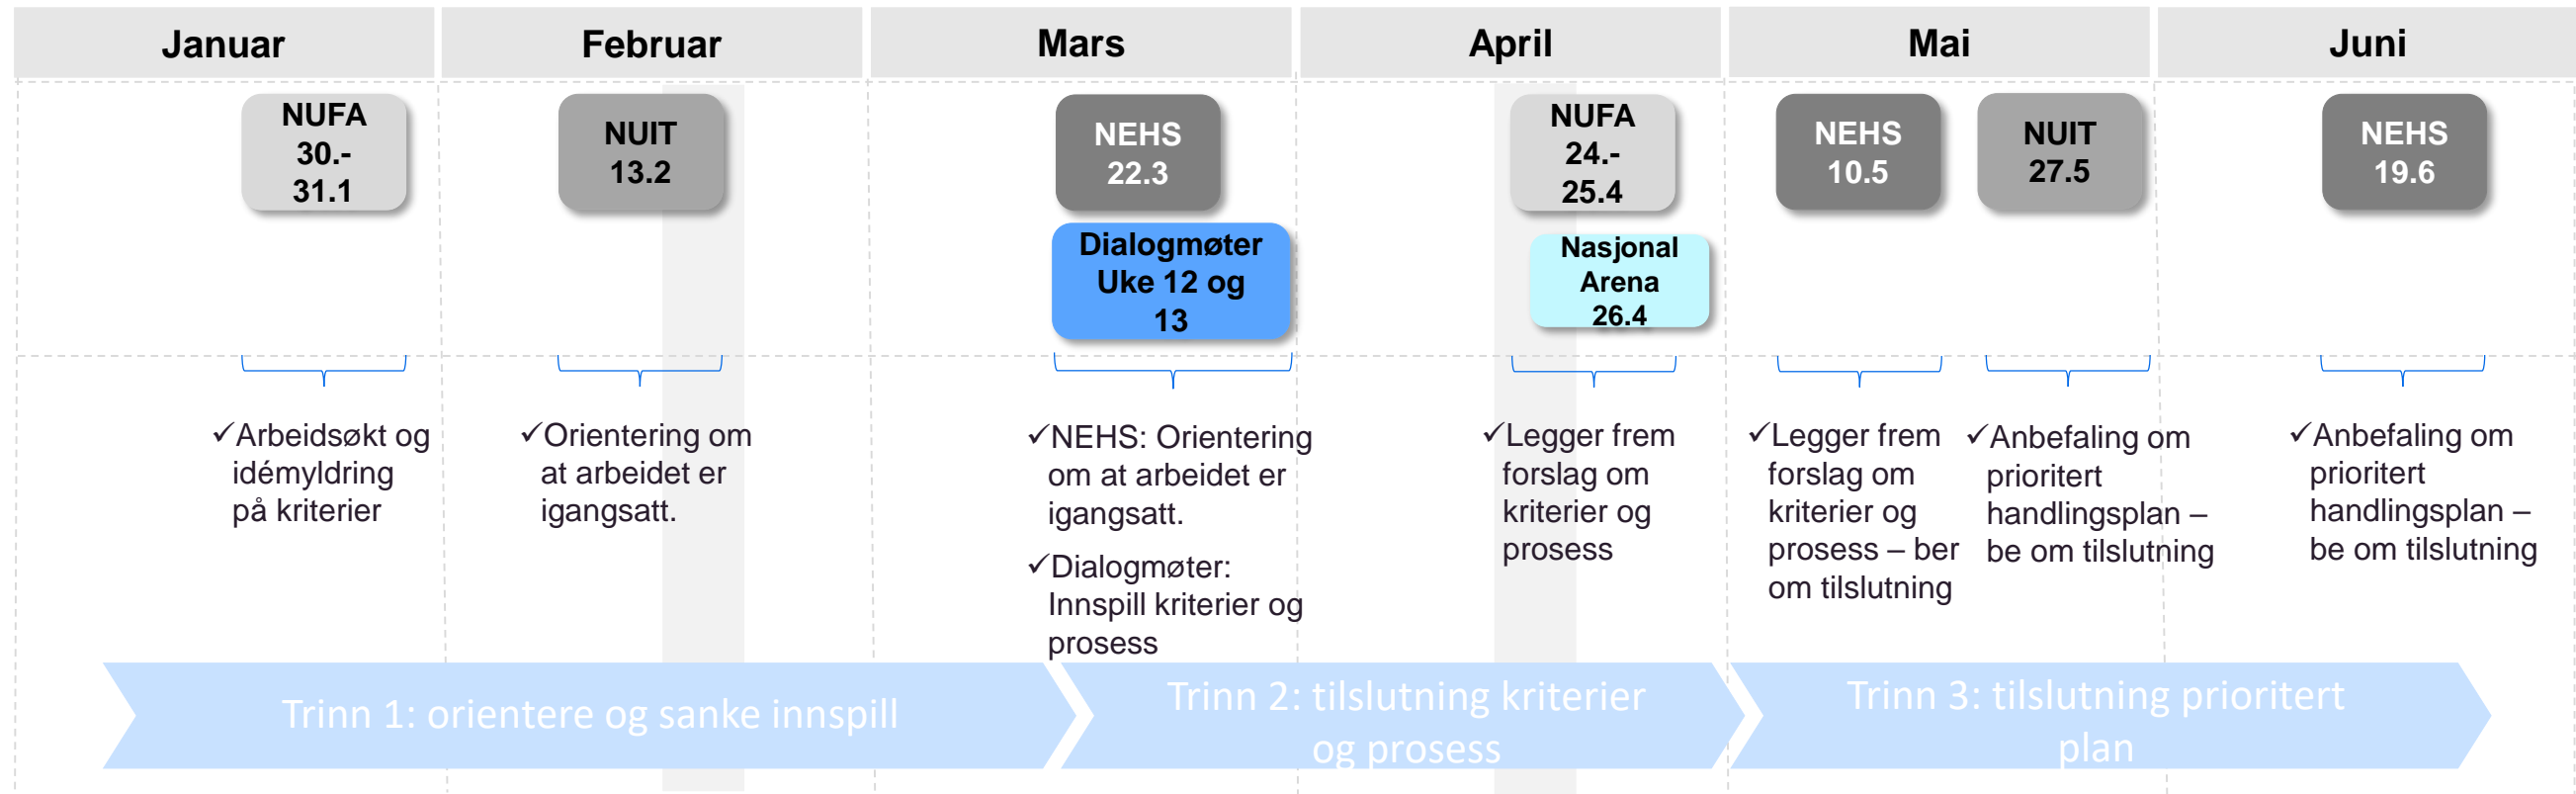 Januar
Februar
Mars
April
Mai
Juni
NUFA
30.-
31.1
NUIT
13.2
NEHS
22.3
NUFA
24.-
25.4
NEHS
10.5
NUIT
27.5
NEHS
19.6
Dialogmøter
Uke 12 og
13
Nasjonal
Arena
26.4
✓Arbeidsøkt og
idémyldring
på kriterier
✓Orientering om
at arbeidet er
igangsatt.
✓NEHS: Orientering
om at arbeidet er
igangsatt.
✓Dialogmøter:
Innspill kriterier og
prosess
✓Legger frem
forslag om
kriterier og
prosess
✓Legger frem
forslag om
kriterier og
prosess – ber
om tilslutning
✓Anbefaling om
prioritert
handlingsplan –
be om tilslutning
✓Anbefaling om
prioritert
handlingsplan –
be om tilslutning
Trinn 1: orientere og sanke innspill
Trinn 2: tilslutning kriterier
og prosess
Trinn 3: tilslutning prioritert
plan